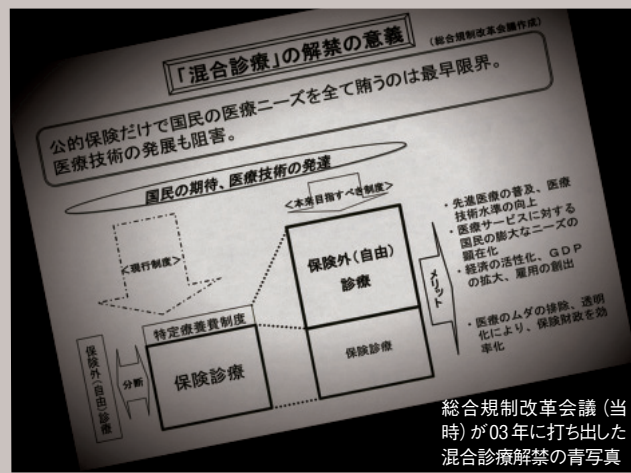 「混合診療」の解禁の意義
(総合規制改革会議作成)
公的保険だけで国民の医療ニーズを全て賄うのは最早限界。
医療技術の発展も阻害。
国民の期待、医療技術の発達
<現行制度>
<本来目指すべき制度>
特定療養費制度
保険外(自由)診療
分断
保険診療
保険外(自由)
診療
保険診療
メリット
・先進医療の普及、医療
技術水準の向上
・医療サービスに対する
国民の膨大なニーズの
顕在化
・経済の活性化、GDP
の拡大、雇用の創出
・医療のムダの排除、透明
化により、保険財政を効
率化
総合規制改革会議(当
時)が03年に打ち出した
混合診療解禁の青写真